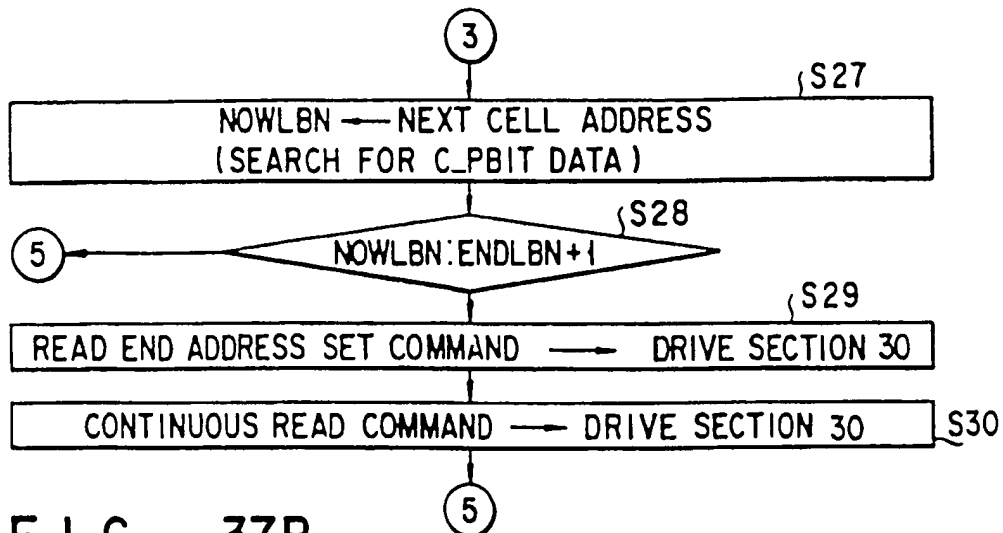 3
S27
NOWLBN ← NEXT CELL ADDRESS
(SEARCH FOR C_PBIT DATA)
S28
5
NOWLBN:ENDLBN+1
S29
READ END ADDRESS SET COMMAND → DRIVE SECTION 30
CONTINUOUS READ COMMAND → DRIVE SECTION 30
S30
5